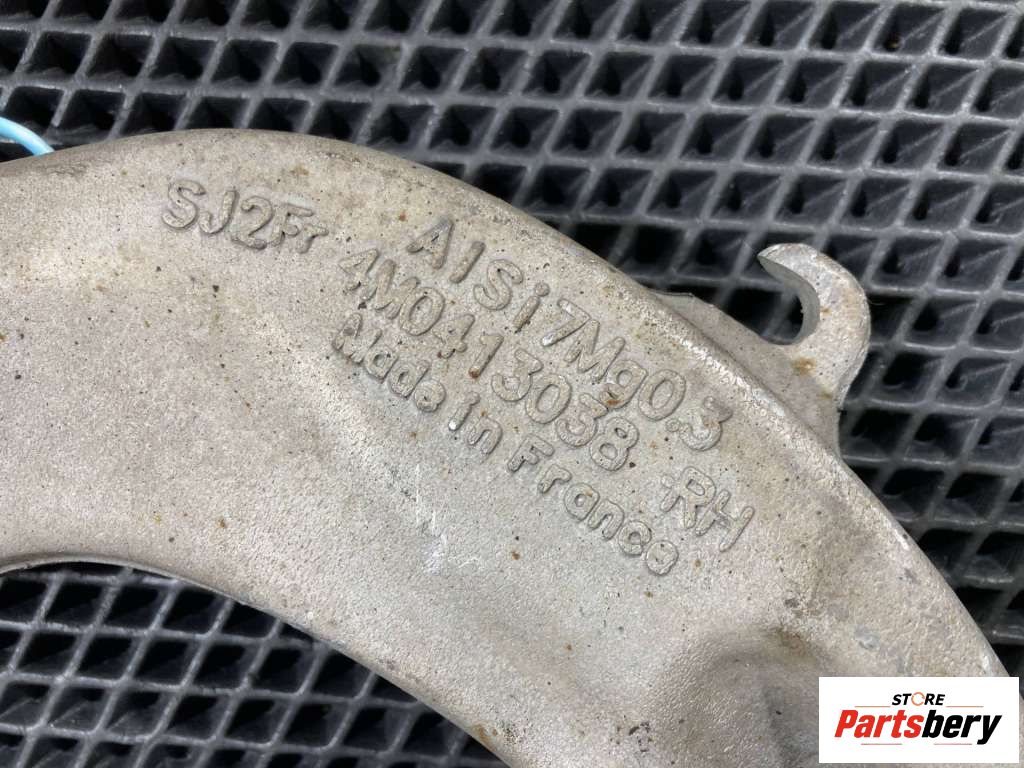 SJ2Fr
AlSi7Mg0.3
4M0413038 RH
Made in France
STORE
Partsbery